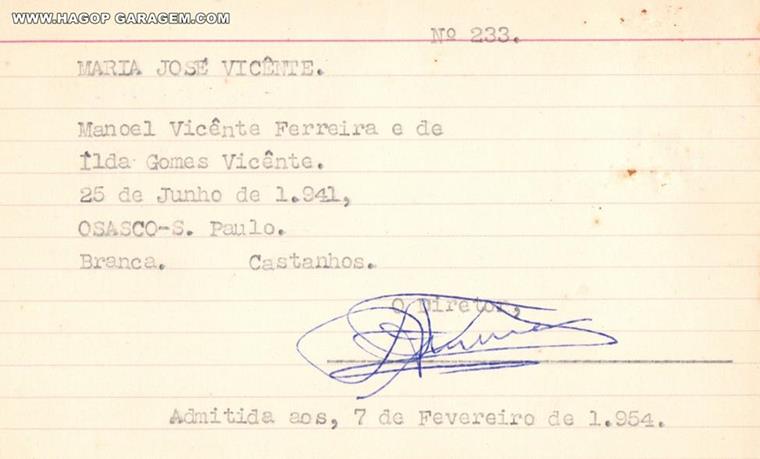 WWW.HAGOP GARAGEM.COM
Nº 233.
MARIA JOSÉ VICÊNTE.
Manoel Vicênte Ferreira e de
Ílda Gomes Vicênte.
25 de Junho de 1.941,
OSASCO-S. Paulo.
Branca. Castanhos.
O Diretor,
Admitida aos, 7 de Fevereiro de 1.954.